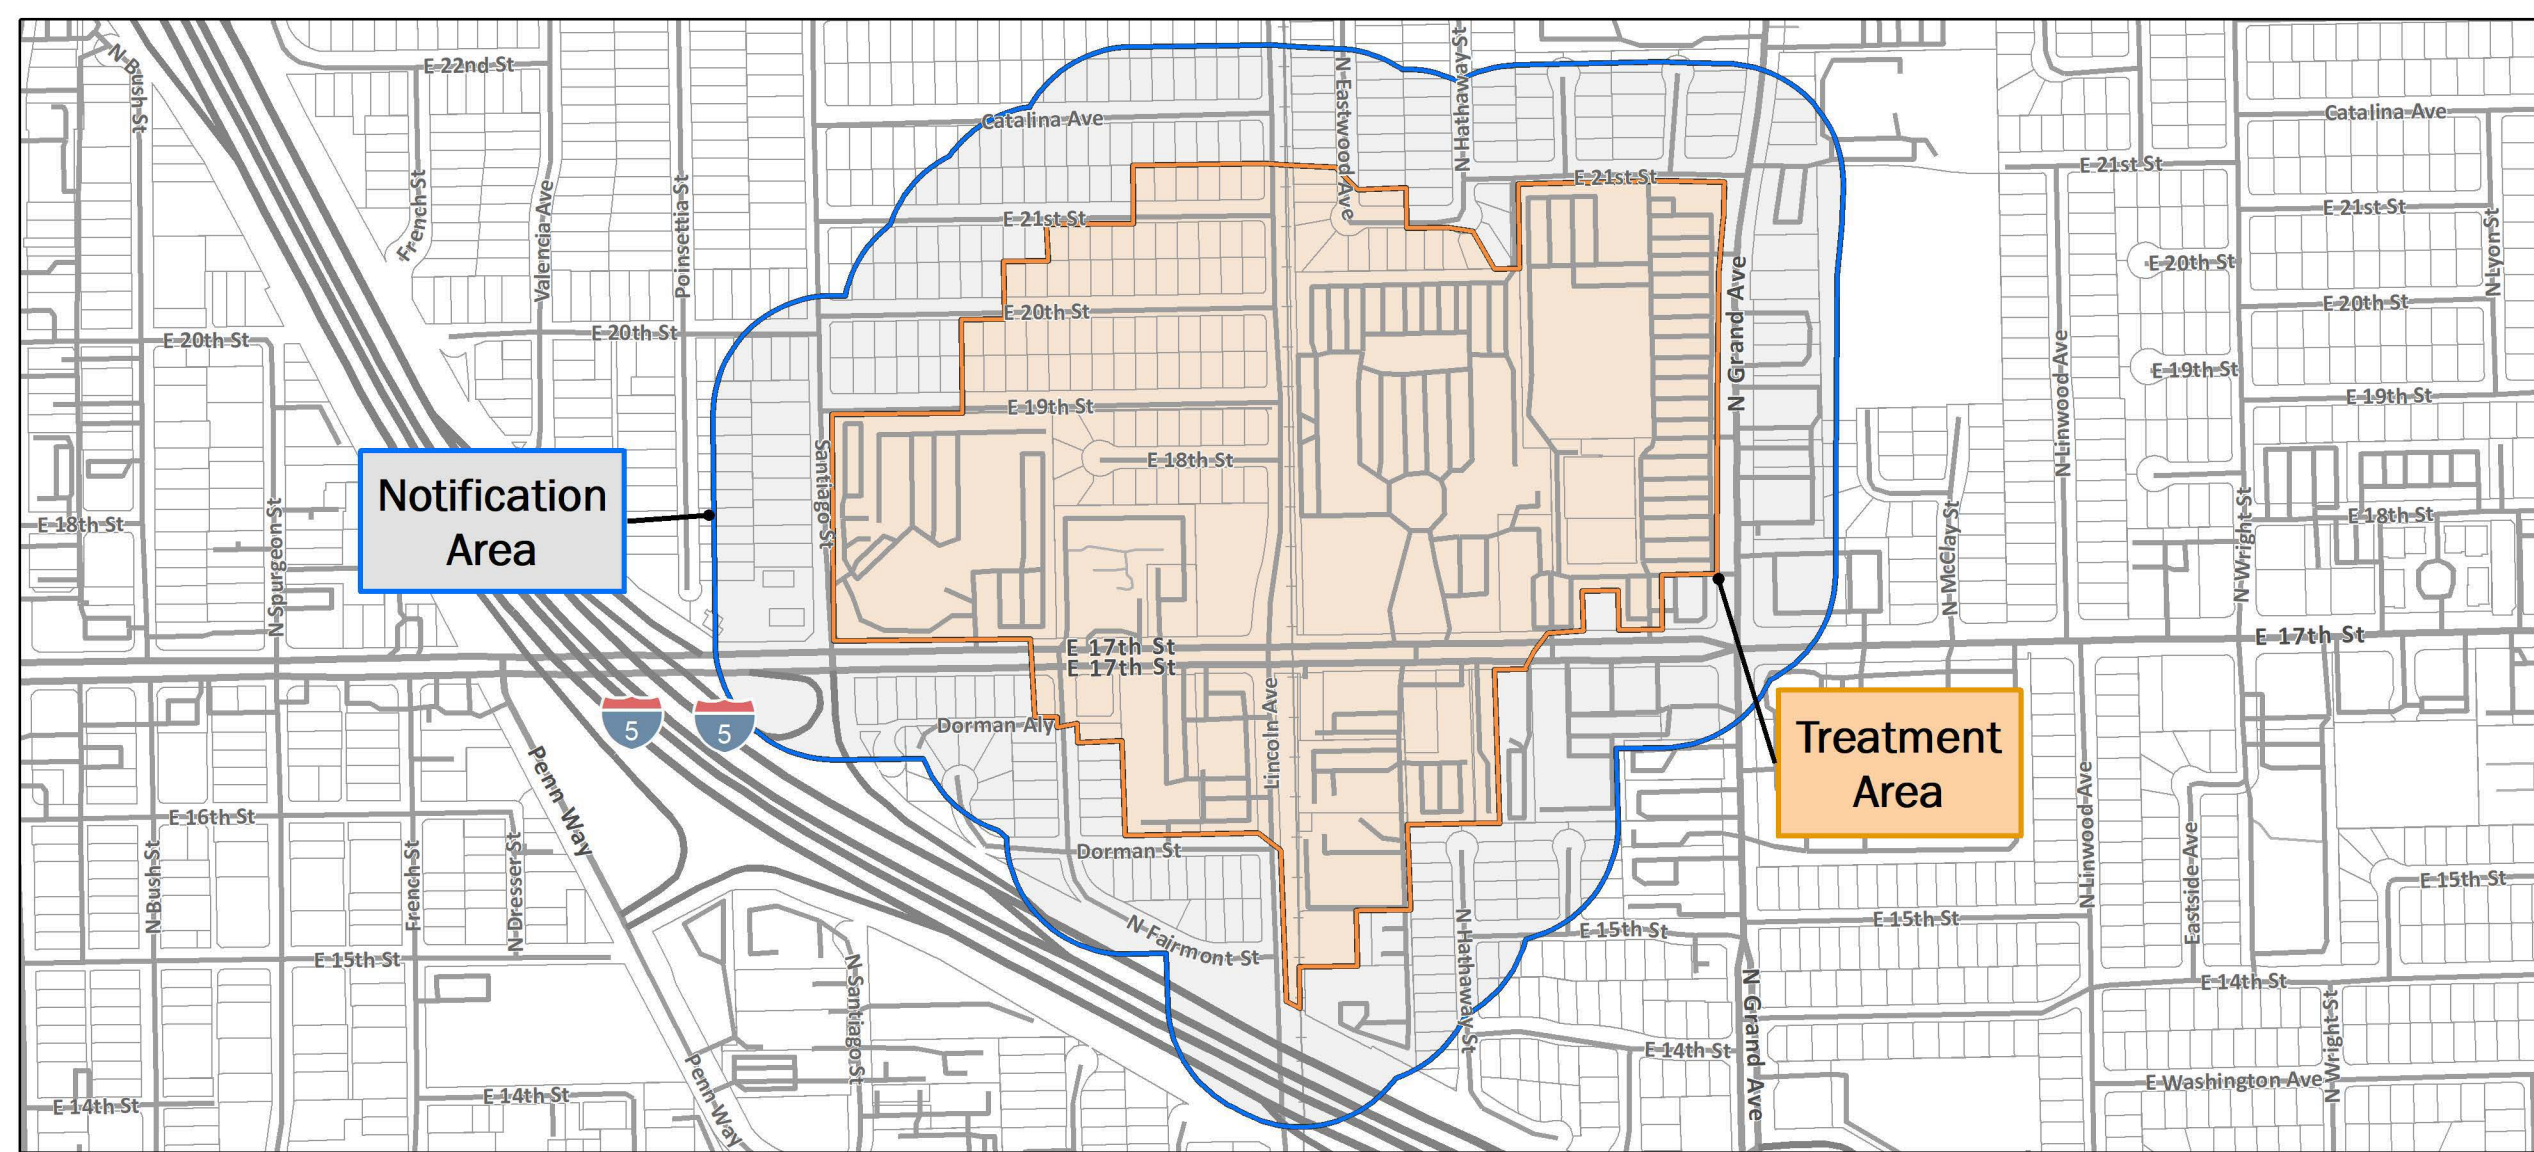 N Bush St
E 22nd St
N Eastwood Ave
N Hathaway St
Catalina Ave
Catalina Ave
French St
Valencia Ave
Poinsettia St
E 21st St
E 21st St
E 21st St
E 21st St
N Lyon St
E 20th St
E 20th St
E 20th St
E 20th St
E 20th St
N Grand Ave
N Linwood Ave
E 19th St
E 19th St
E 19th St
Santiago St
E 18th St
Notification
Area
E 18th St
E 18th St
N Spurgeon St
N McClay St
N Wright St
E 17th St
E 17th St
E 17th St
5
5
Dorman Aly
Lincoln Ave
Treatment
Area
Penn Way
E 16th St
Dorman St
N Bush St
French St
N Dresser St
N Linwood Ave
Eastside Ave
E 15th St
E 15th St
E 15th St
E 15th St
N Fairmont St
N Hathaway St
N Santiago St
N Grand Ave
E 14th St
N Wright St
E 14th St
E Washington Ave
Penn Way
E 14th St
E 14th St